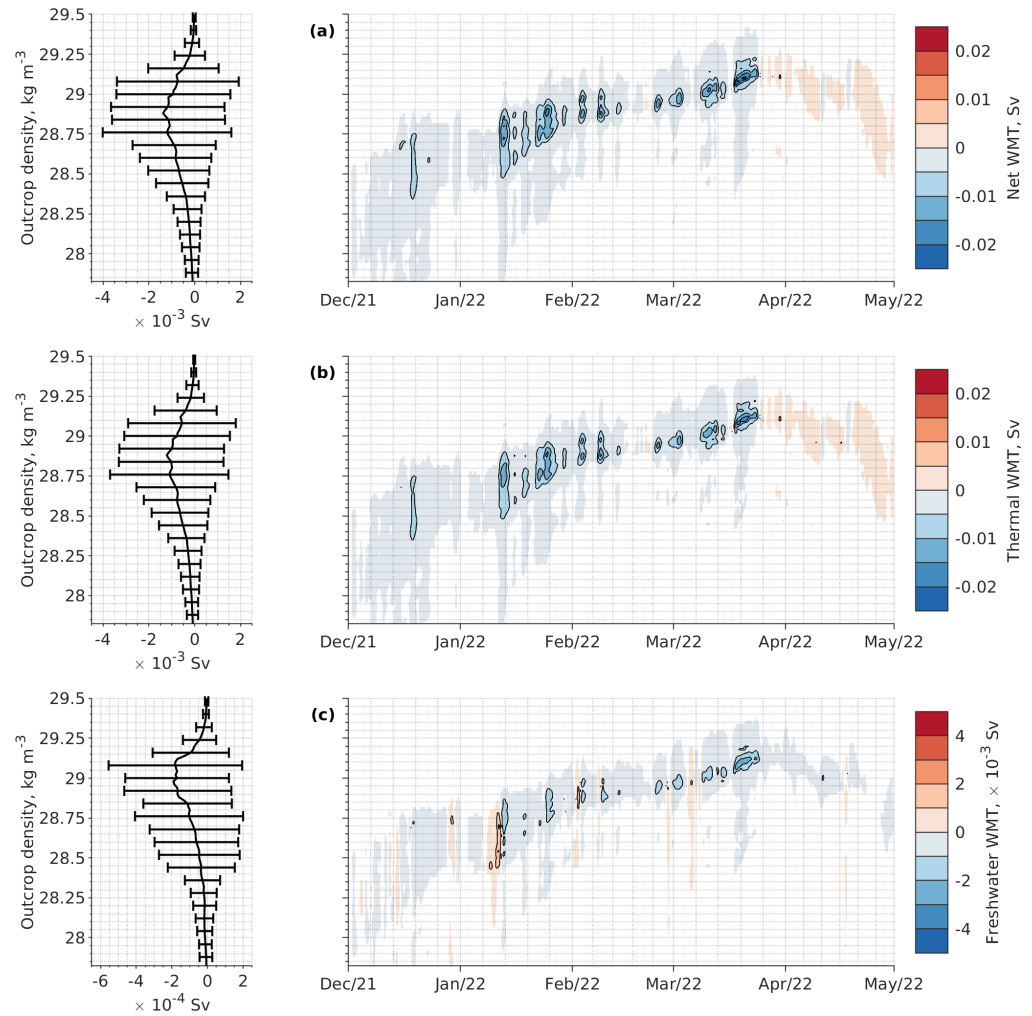 (a)
29.5
29.25
29
28.75
28.5
28.25
28
Outcrop density, kg m-3
-4 -2 0 2
× 10-3 Sv
Dec/21 Jan/22 Feb/22 Mar/22 Apr/22 May/22
0.02
0.01
0
-0.01
-0.02
Net WMT, Sv
(b)
29.5
29.25
29
28.75
28.5
28.25
28
Outcrop density, kg m-3
-4 -2 0 2
× 10-3 Sv
Dec/21 Jan/22 Feb/22 Mar/22 Apr/22 May/22
0.02
0.01
0
-0.01
-0.02
Thermal WMT, Sv
(c)
29.5
29.25
29
28.75
28.5
28.25
28
Outcrop density, kg m-3
-6 -4 -2 0 2
× 10-4 Sv
Dec/21 Jan/22 Feb/22 Mar/22 Apr/22 May/22
4
2
0
-2
-4
Freshwater WMT, × 10-3 Sv